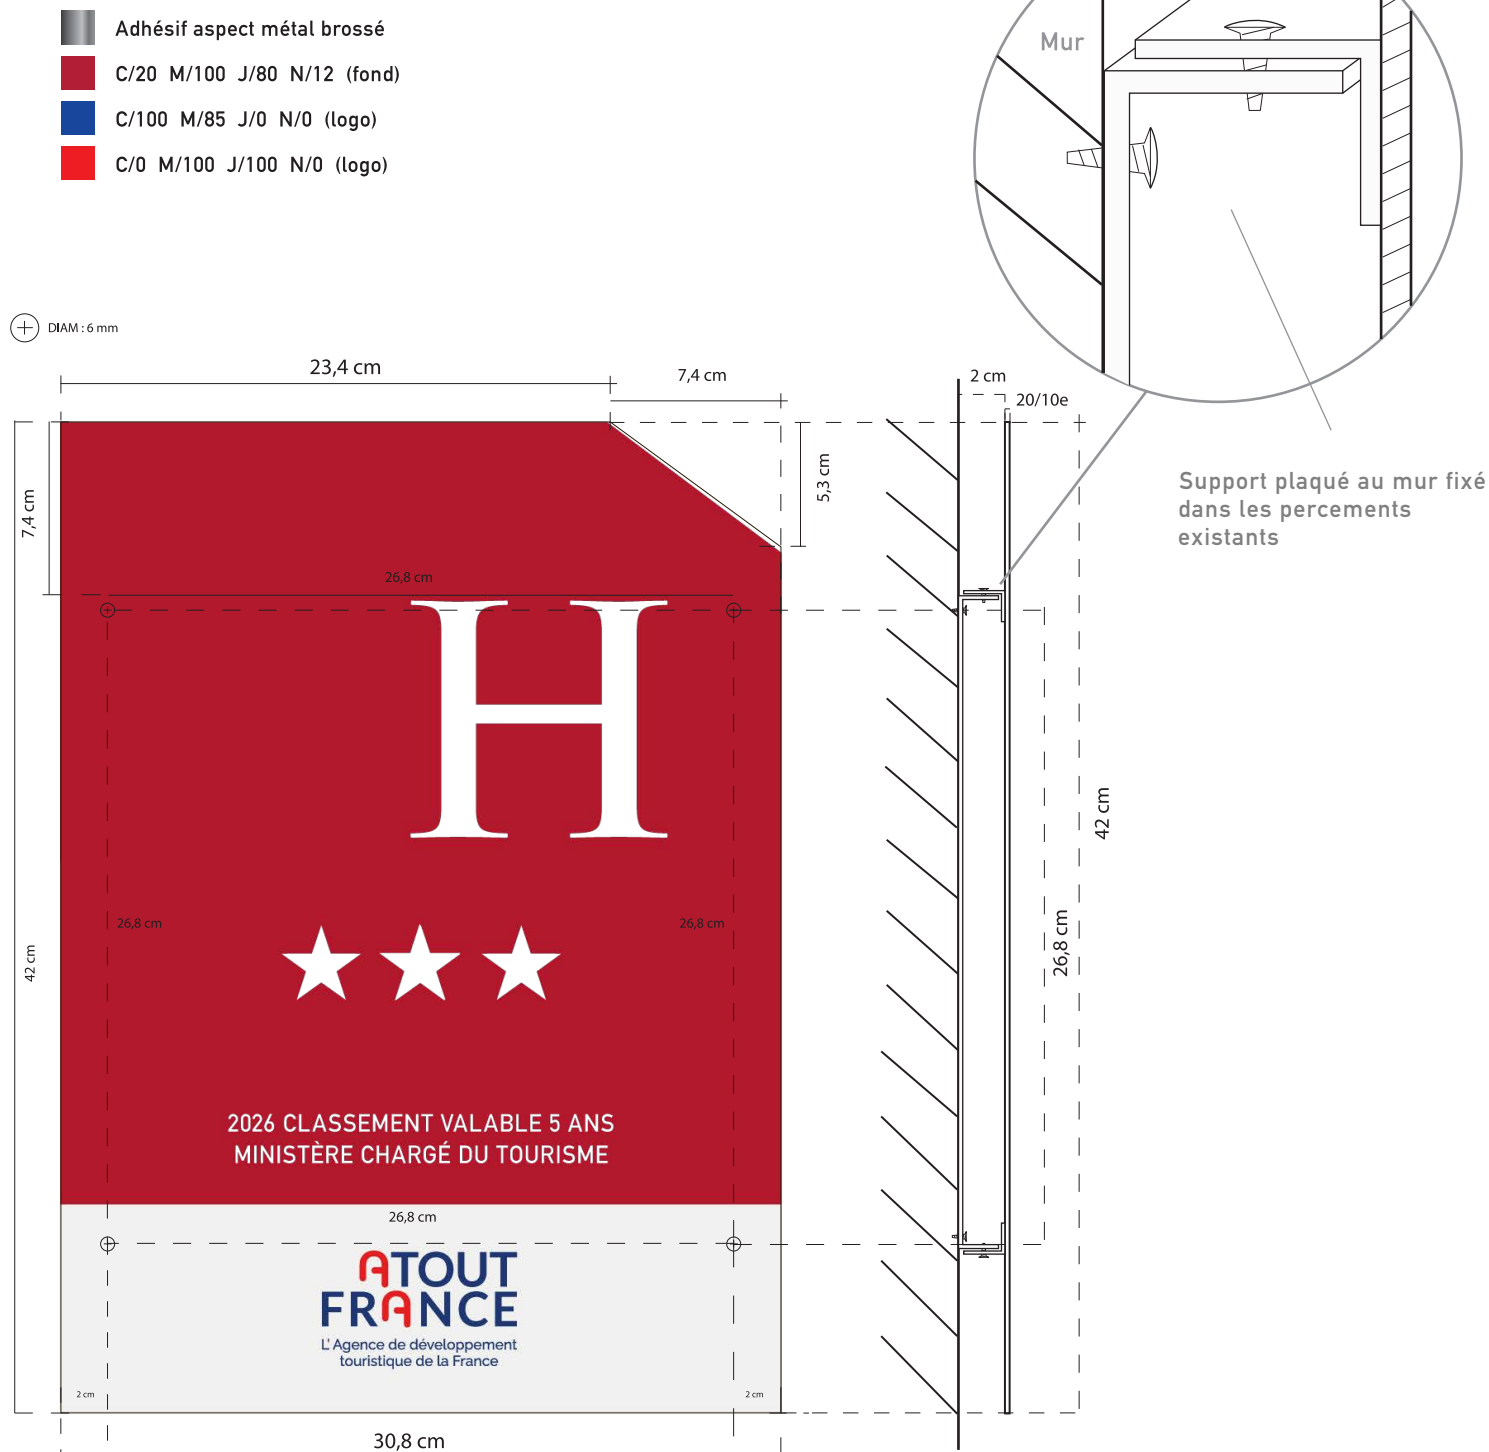 Adhésif aspect métal brossé
C/20 M/100 J/80 N/12 (fond)
C/100 M/85 J/0 N/0 (logo)
C/0 M/100 J/100 N/0 (logo)
Mur
DIAM : 6 mm
23,4 cm
7,4 cm
2 cm
20/10e
7,4 cm
5,3 cm
Support plaqué au mur fixé
dans les percements
existants
26,8 cm
H
42 cm
26,8 cm
26,8 cm
42 cm
26,8 cm
2026 CLASSEMENT VALABLE 5 ANS
MINISTÈRE CHARGÉ DU TOURISME
26,8 cm
ATOUT
FRANCE
L'Agence de développement
touristique de la France
2 cm
2 cm
30,8 cm